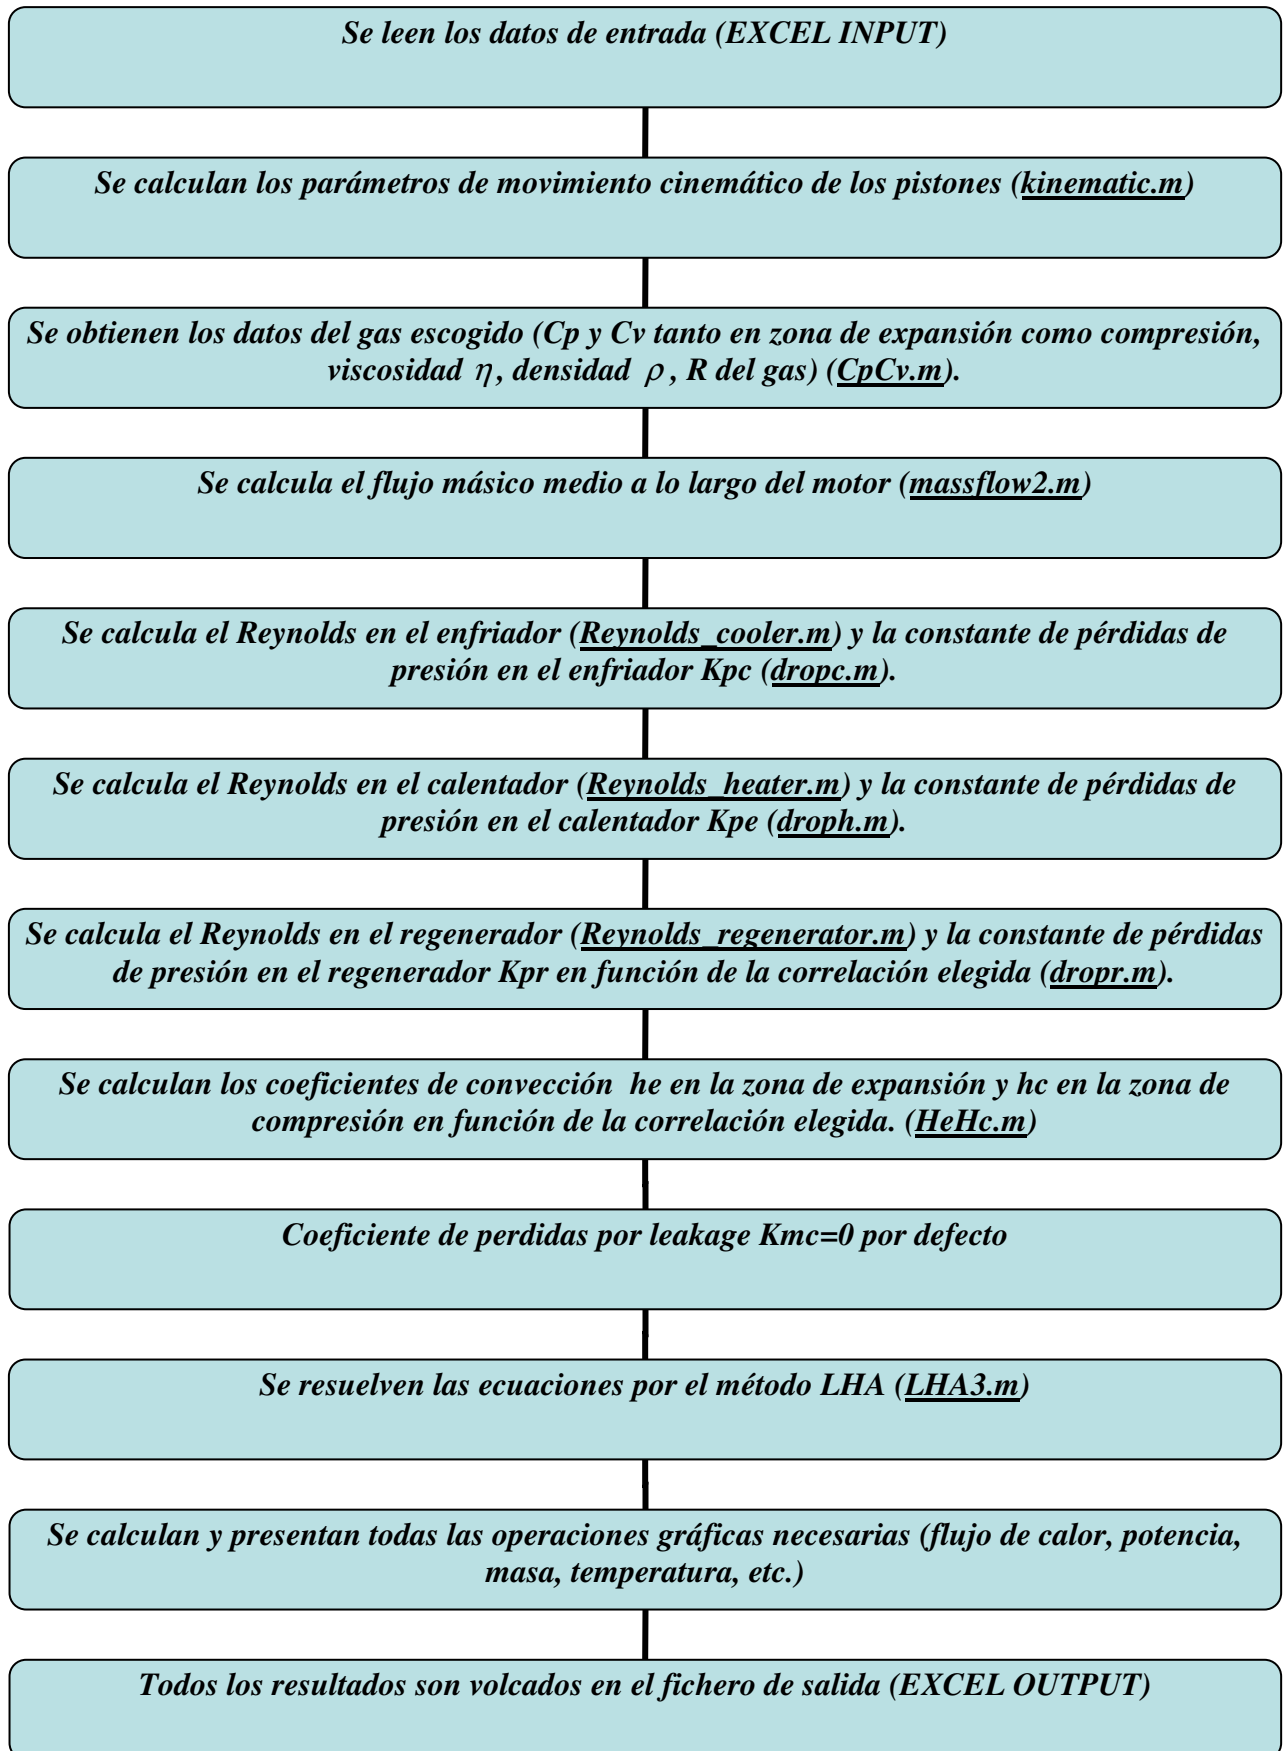 Se leen los datos de entrada (EXCEL INPUT)
Se calculan los parámetros de movimiento cinemático de los pistones (kinematic.m)
Se obtienen los datos del gas escogido (Cp y Cv tanto en zona de expansión como compresión,
viscosidad η, densidad ρ, R del gas) (CpCv.m).
Se calcula el flujo másico medio a lo largo del motor (massflow2.m)
Se calcula el Reynolds en el enfriador (Reynolds_cooler.m) y la constante de pérdidas de
presión en el enfriador Kpc (dropc.m).
Se calcula el Reynolds en el calentador (Reynolds_heater.m) y la constante de pérdidas de
presión en el calentador Kpe (droph.m).
Se calcula el Reynolds en el regenerador (Reynolds_regenerator.m) y la constante de pérdidas
de presión en el regenerador Kpr en función de la correlación elegida (dropr.m).
Se calculan los coeficientes de convección he en la zona de expansión y hc en la zona de
compresión en función de la correlación elegida. (HeHc.m)
Coeficiente de perdidas por leakage Kmc=0 por defecto
Se resuelven las ecuaciones por el método LHA (LHA3.m)
Se calculan y presentan todas las operaciones gráficas necesarias (flujo de calor, potencia,
masa, temperatura, etc.)
Todos los resultados son volcados en el fichero de salida (EXCEL OUTPUT)